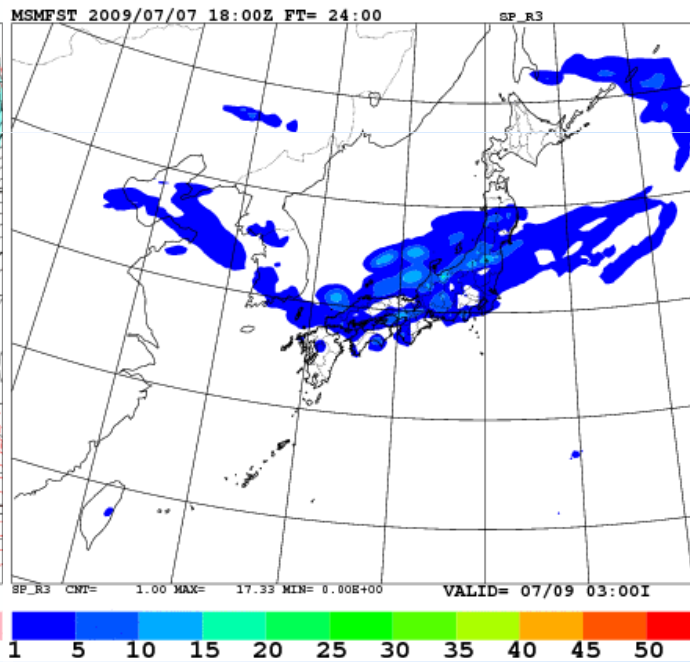 MSMFST 2009/07/07 18:00Z FT= 24:00 SP_R3
SP_R3 CNT= 1.00 MAX= 17.33 MIN= 0.00E+00 VALID= 07/09 03:00I
1 5 10 15 20 25 30 35 40 45 50